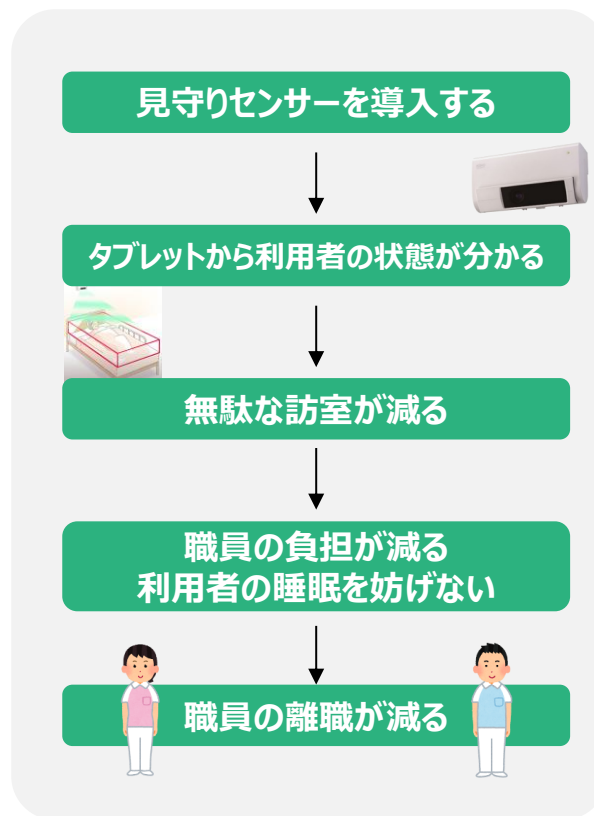 見守りセンサーを導入する
タブレットから利用者の状態が分かる
無駄な訪室が減る
職員の負担が減る
利用者の睡眠を妨げない
職員の離職が減る